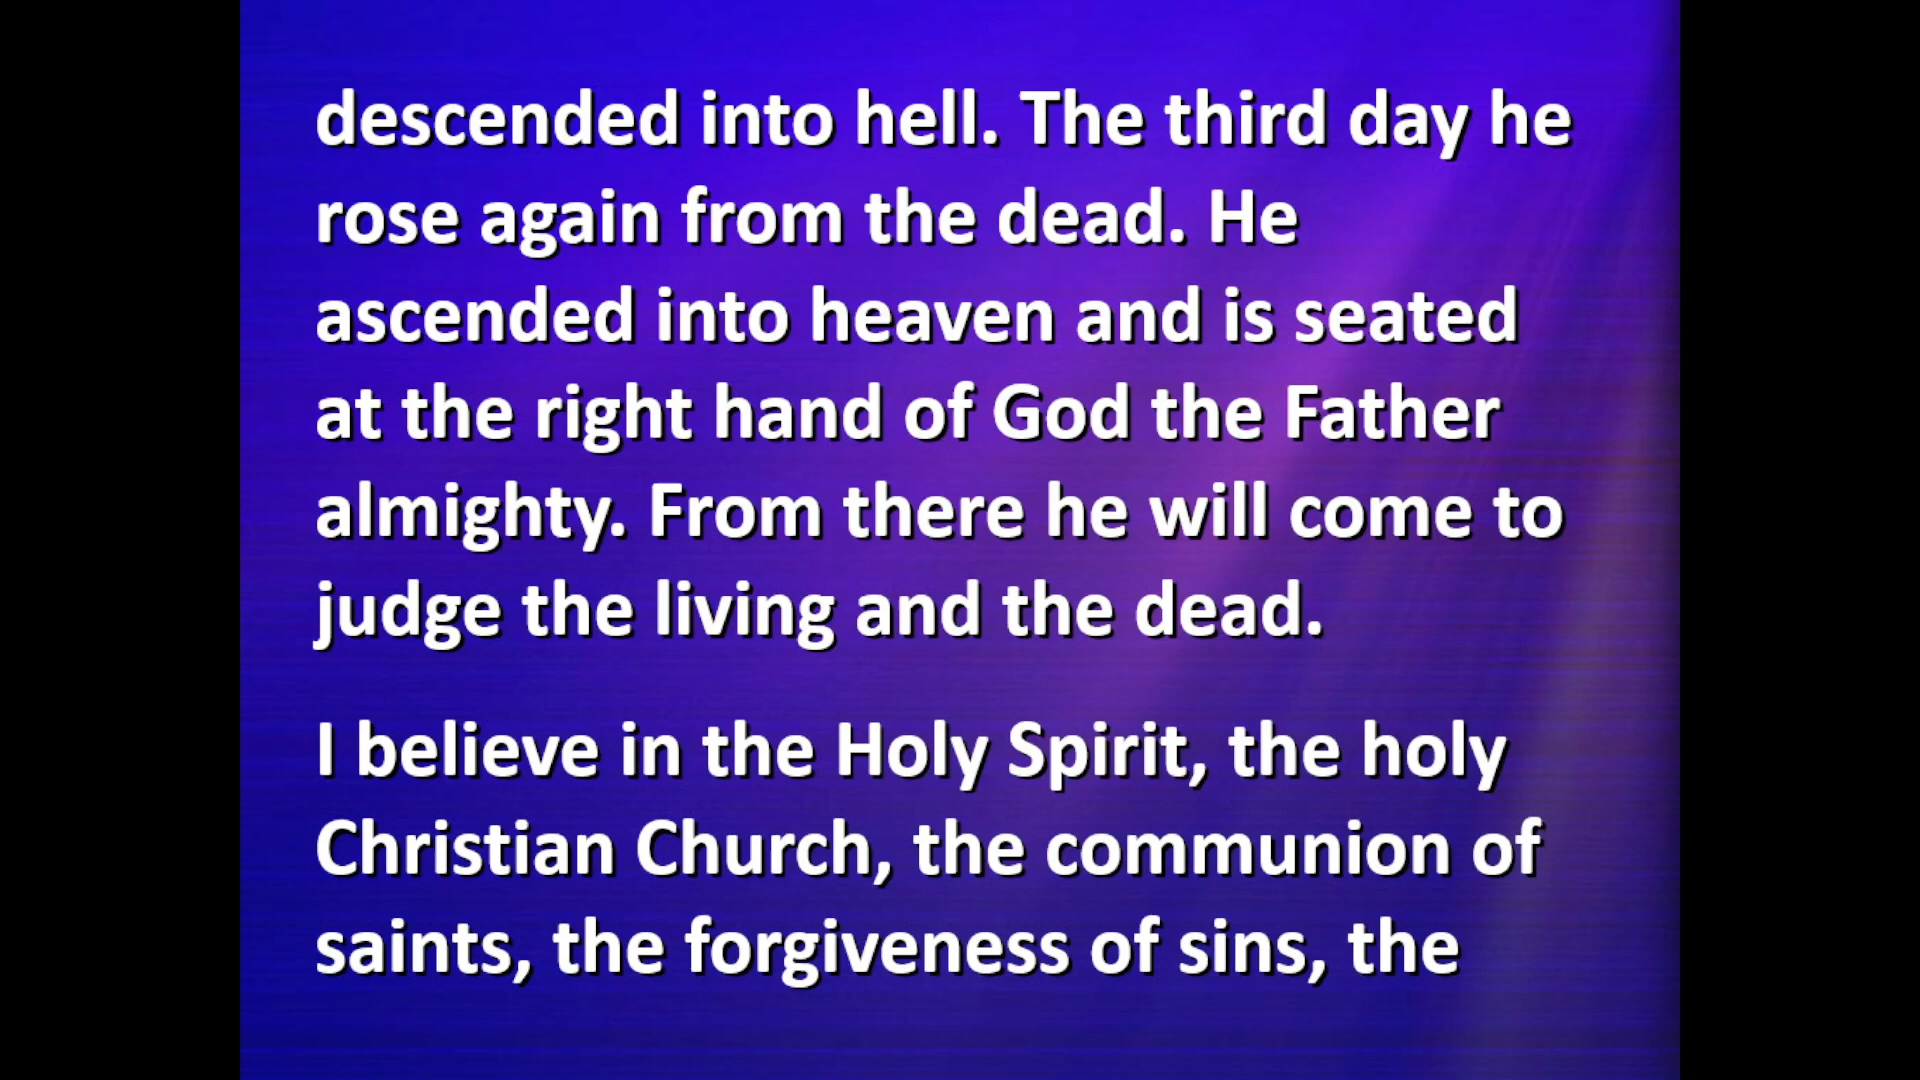 descended into hell. The third day he
rose again from the dead. He
ascended into heaven and is seated
at the right hand of God the Father
almighty. From there he will come to
judge the living and the dead.
I believe in the Holy Spirit, the holy
Christian Church, the communion of
saints, the forgiveness of sins, the